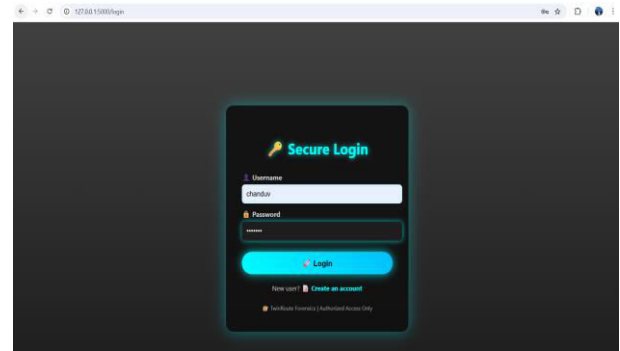 127.0.0.1:5000/login
Secure Login
Username
chanduv
Password
•••••••
Login
New user? Create an account
TwinRoute Forensics | Authorized Access Only